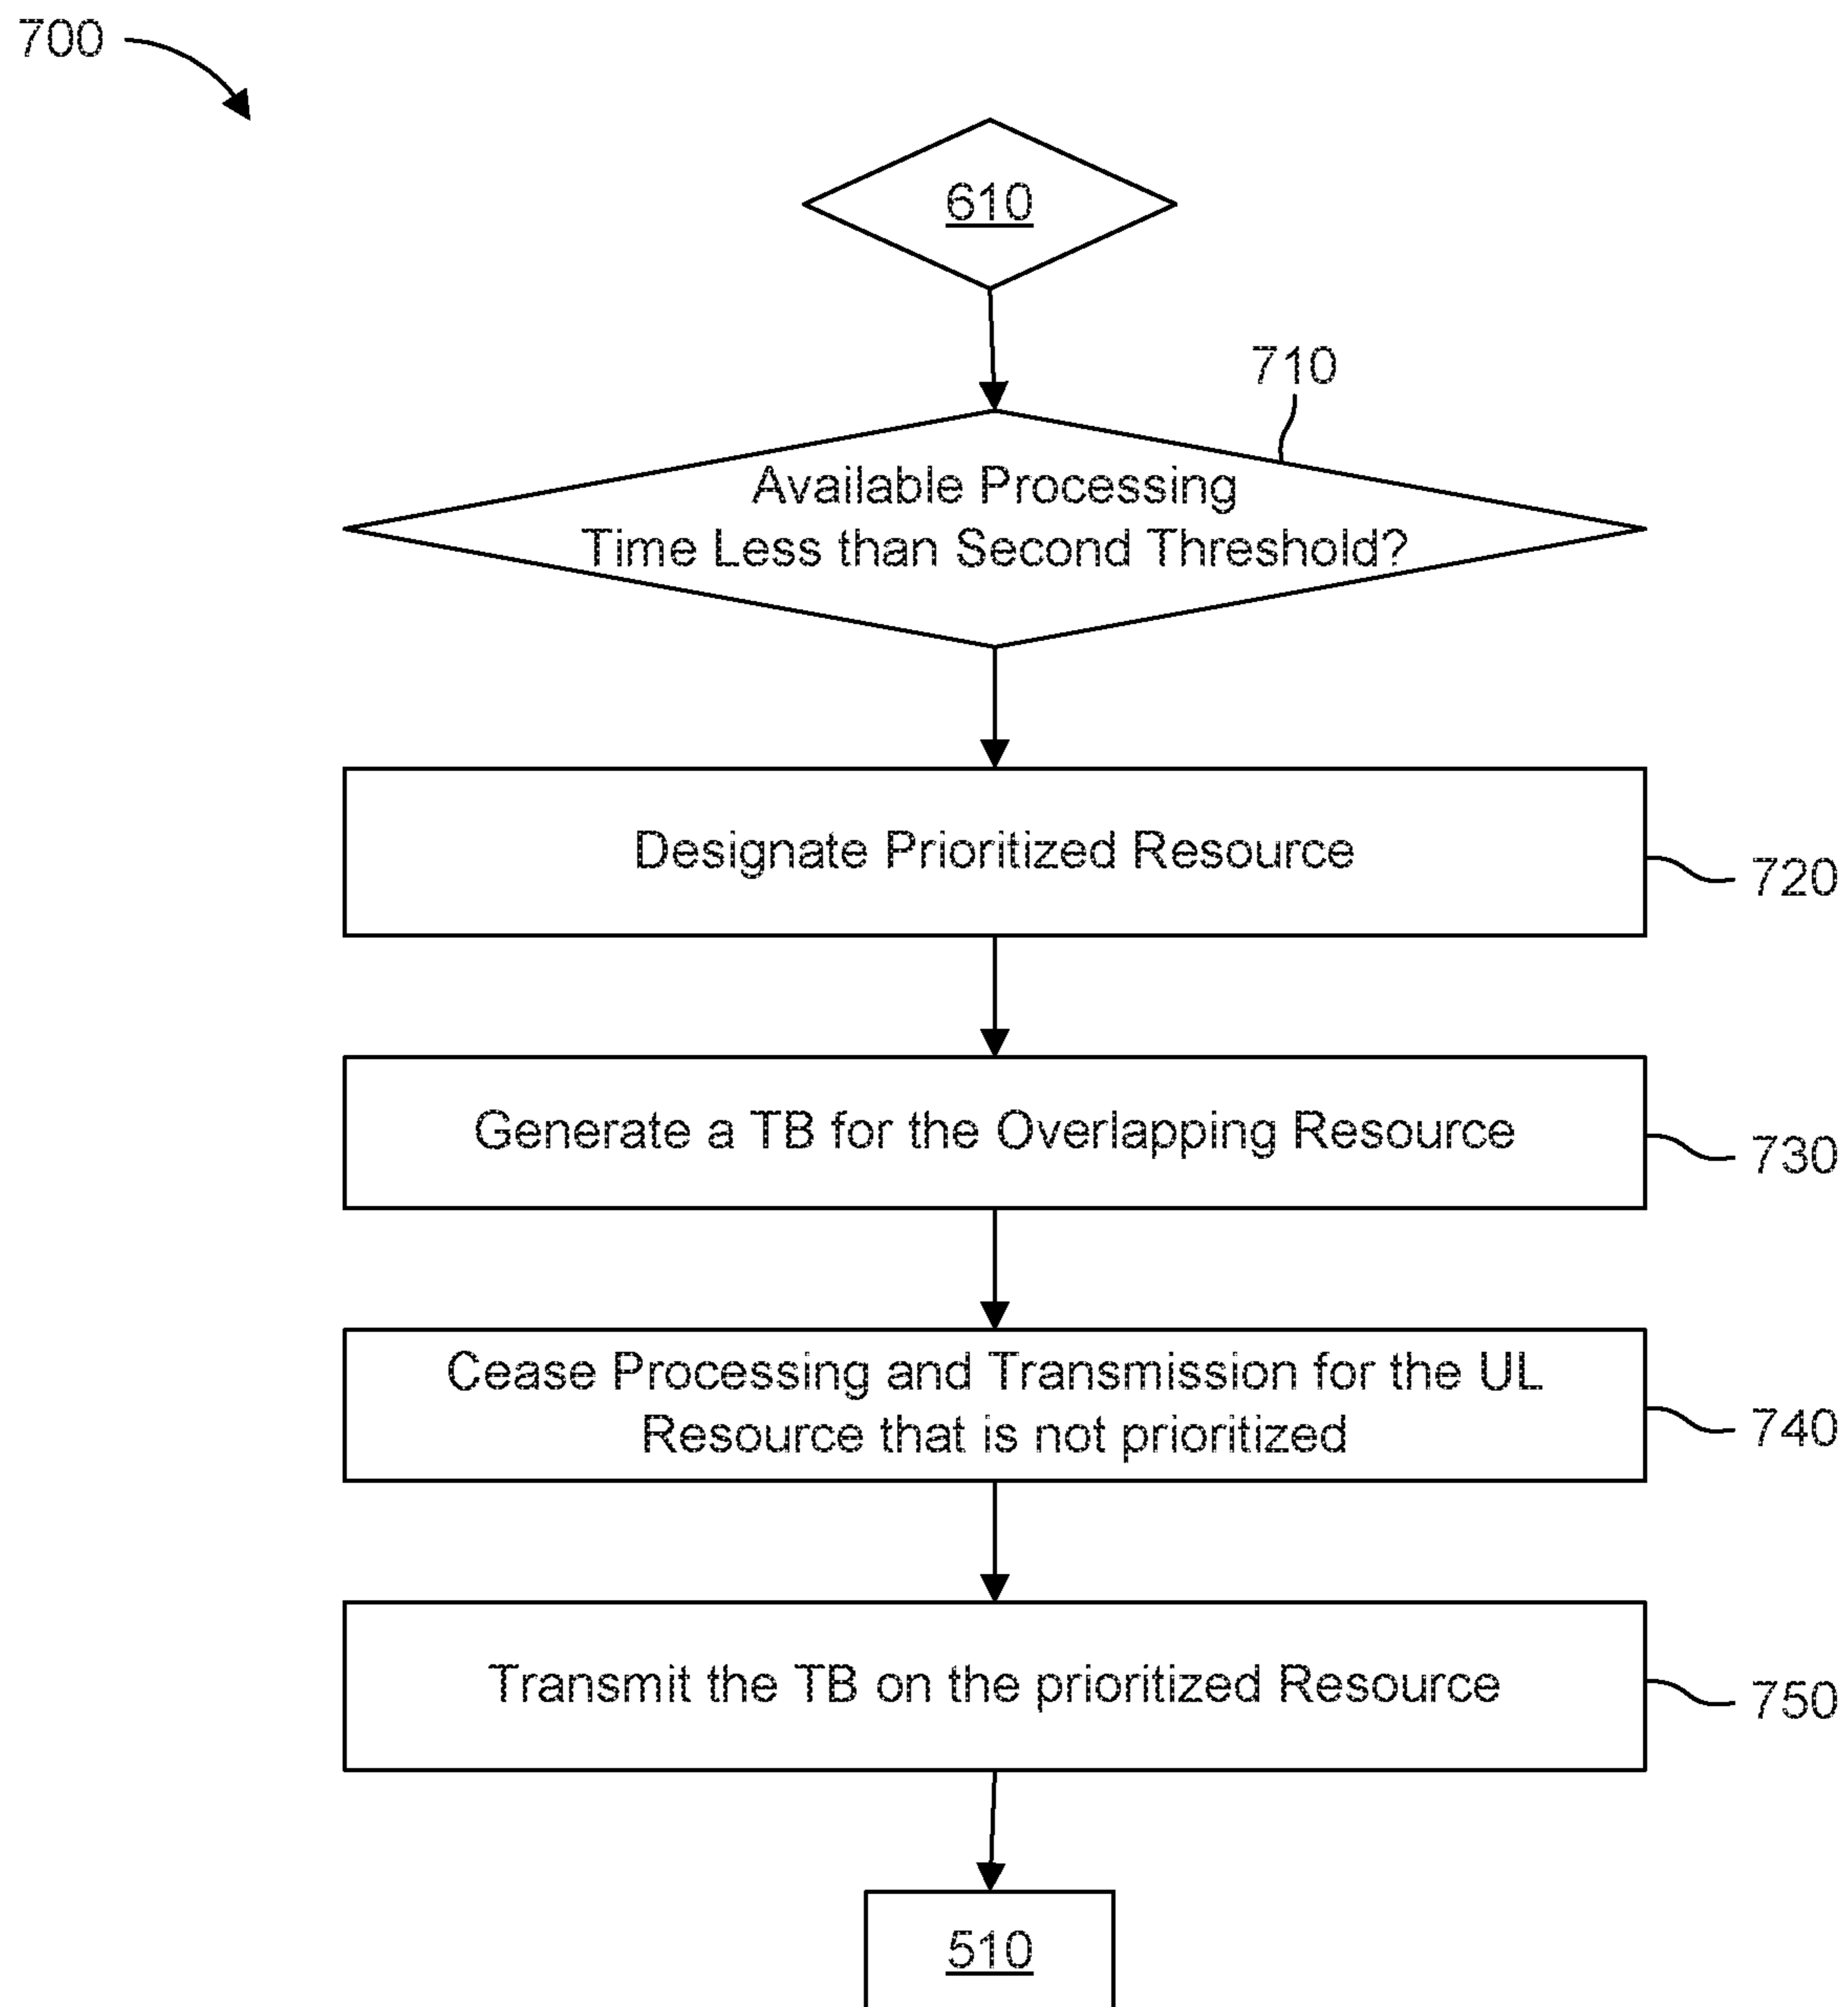 700
610
710
Available Processing
Time Less than Second Threshold?
Designate Prioritized Resource
720
Generate a TB for the Overlapping Resource
730
Cease Processing and Transmission for the UL
Resource that is not prioritized
740
Transmit the TB on the prioritized Resource
750
510